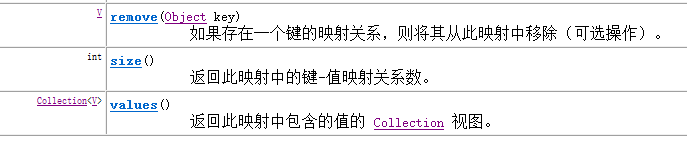 V remove(Object key)
如果存在一个键的映射关系，则将其从此映射中移除（可选操作）。
int size()
返回此映射中的键-值映射关系数。
Collection<V> values()
返回此映射中包含的值的 Collection 视图。